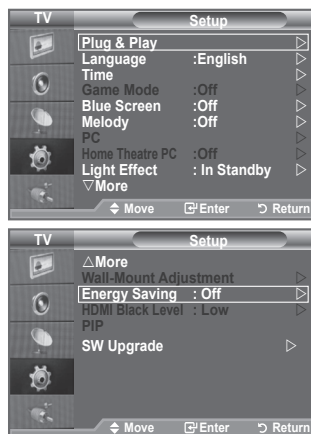 TV Setup
Plug & Play
Language :English
Time
Game Mode :Off
Blue Screen :Off
Melody :Off
PC
Home Theatre PC :Off
Light Effect : In Standby
▽More
Move Enter Return
TV Setup
△More
Wall-Mount Adjustment
Energy Saving : Off
HDMI Black Level : Low
PIP
SW Upgrade
Move Enter Return